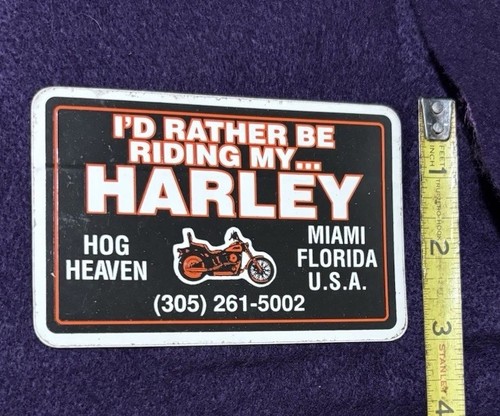 I'D RATHER BE
RIDING MY...
HARLEY
HOG
HEAVEN
MIAMI
FLORIDA
U.S.A.
(305) 261-5002
1
2
3
STANLEY
4